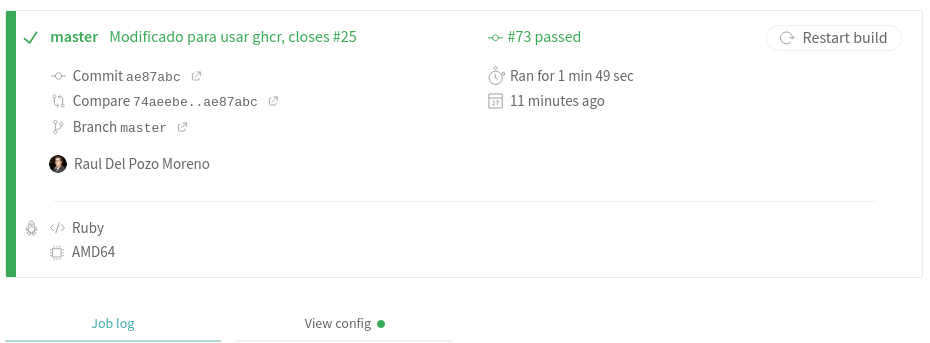 master Modificado para usar ghcr, closes #25
#73 passed
Restart build
Commit ae87abc
Ran for 1 min 49 sec
Compare 74aeebe..ae87abc
11 minutes ago
Branch master
Raul Del Pozo Moreno
Ruby
AMD64
Job log
View config